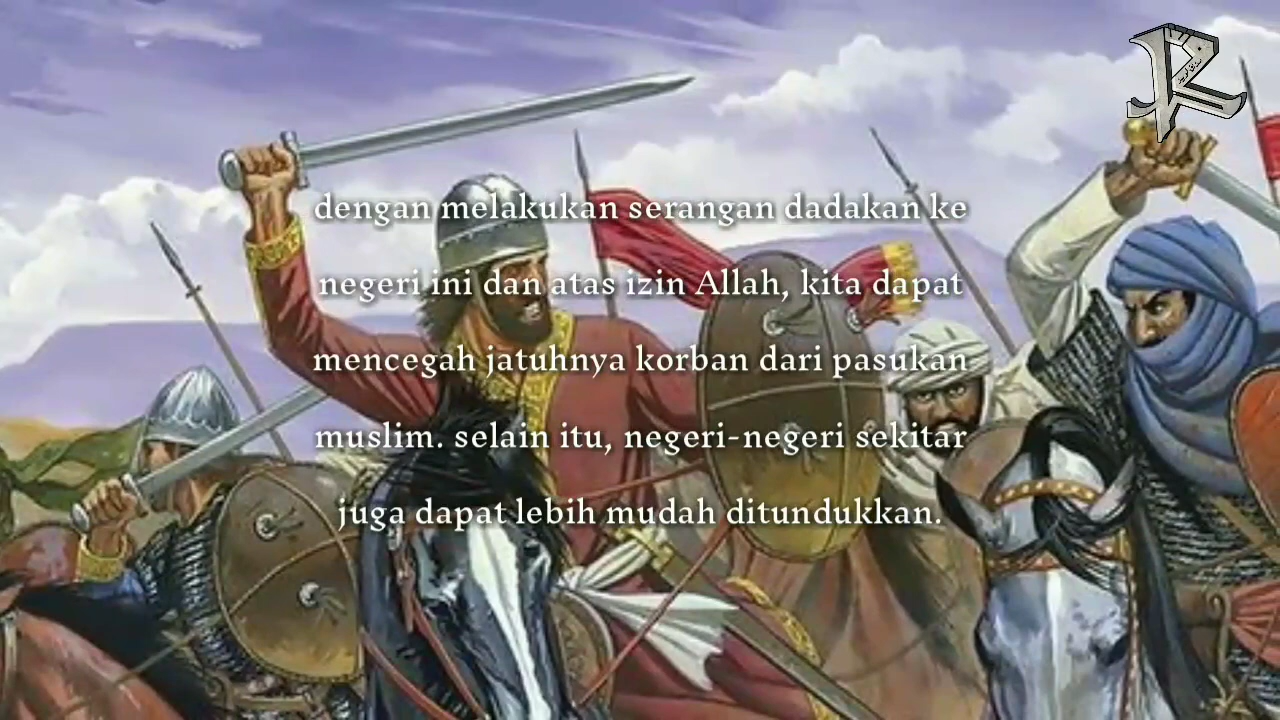 dengan melakukan serangan dadakan ke
negeri ini dan atas izin Allah, kita dapat
mencegah jatuhnya korban dari pasukan
muslim. selain itu, negeri-negeri sekitar
juga dapat lebih mudah ditundukkan.